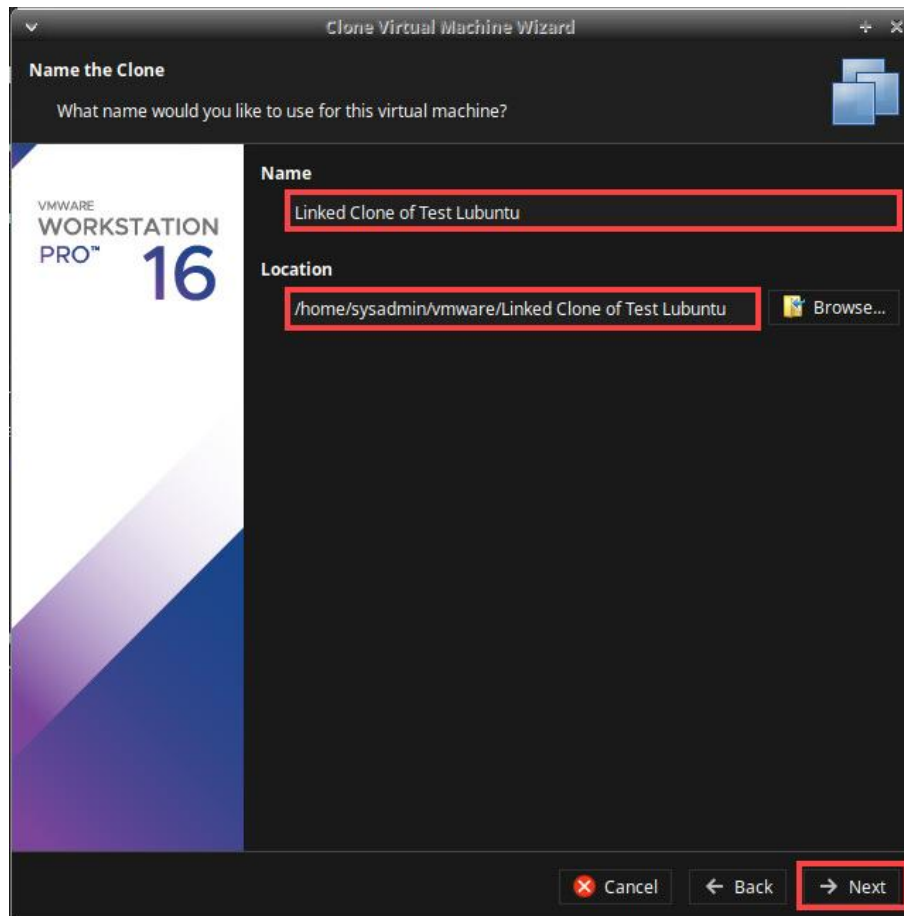 Clone Virtual Machine Wizard
Name the Clone
What name would you like to use for this virtual machine?
VMWARE
WORKSTATION
PRO™ 16
Name
Linked Clone of Test Lubuntu
Location
/home/sysadmin/vmware/Linked Clone of Test Lubuntu Browse...
Cancel Back Next